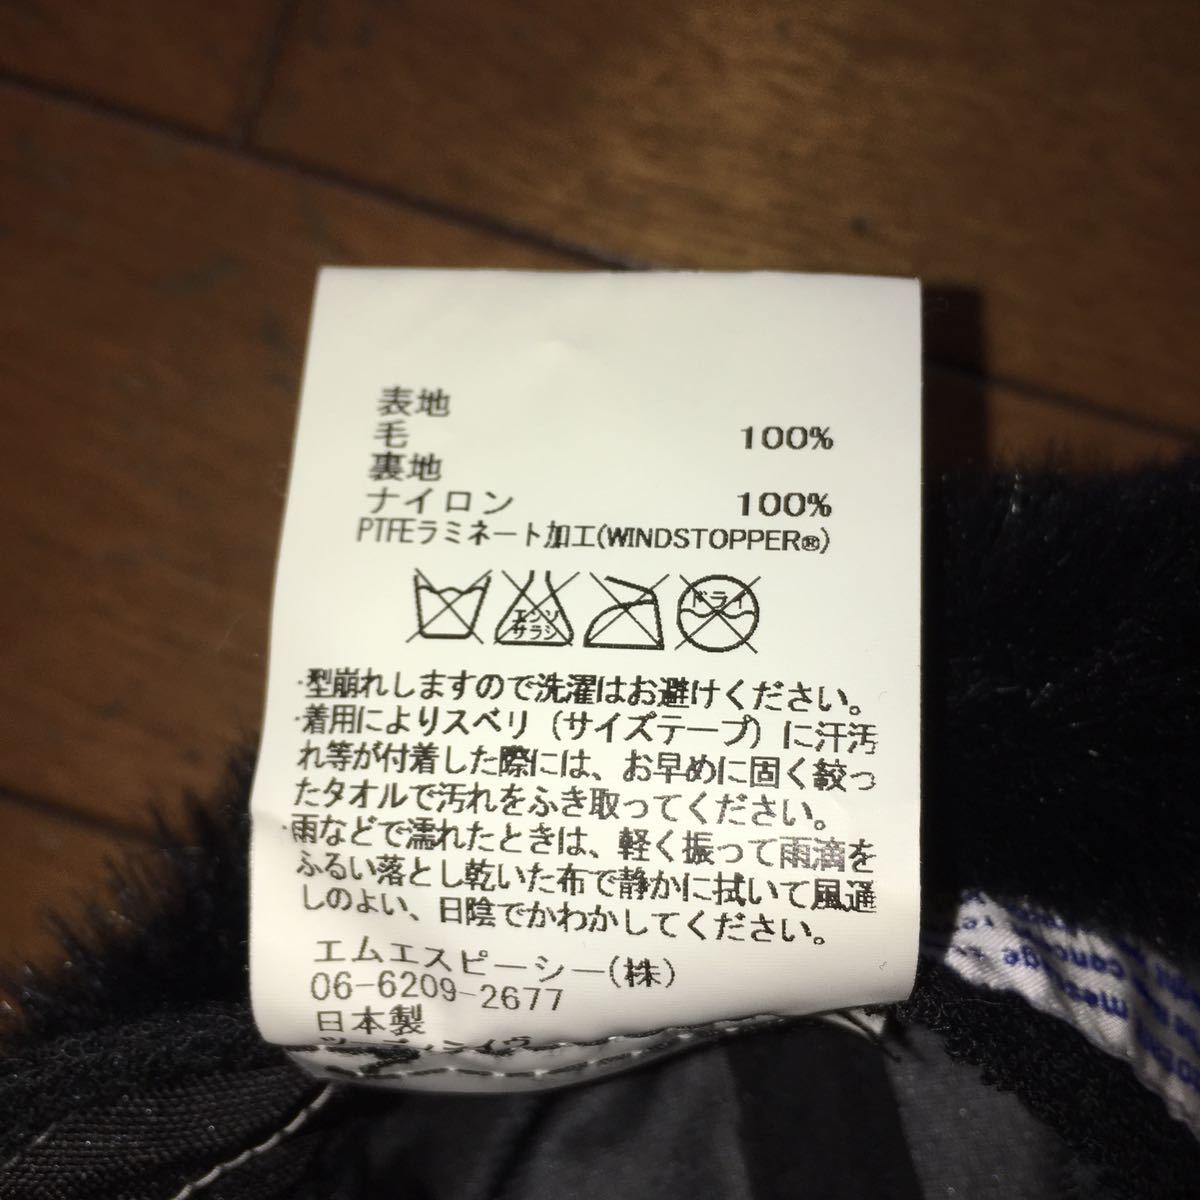 表地
毛 100%
裏地
ナイロン 100%
PTFEラミネート加工(WINDSTOPPER®)
エンソ
サラシ
ドライ
・型崩れしますので洗濯はお避けください。
・着用によりスベリ（サイズテープ）に汗汚
れ等が付着した際には、お早めに固く絞っ
たタオルで汚れをふき取ってください。
・雨などで濡れたときは、軽く振って雨滴を
ふるい落とし乾いた布で静かに拭いて風通
しのよい、日陰でかわかしてください。
エムエスピーシー(株)
06-6209-2677
日本製
concige